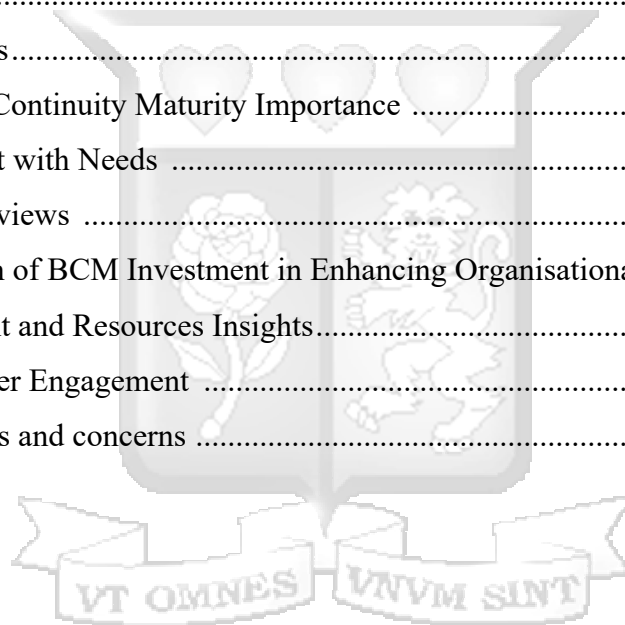 s
Continuity Maturity Importance
t with Needs
views
n of BCM Investment in Enhancing Organisationa
t and Resources Insights
er Engagement
s and concerns
VT OMNES VNVM SINT